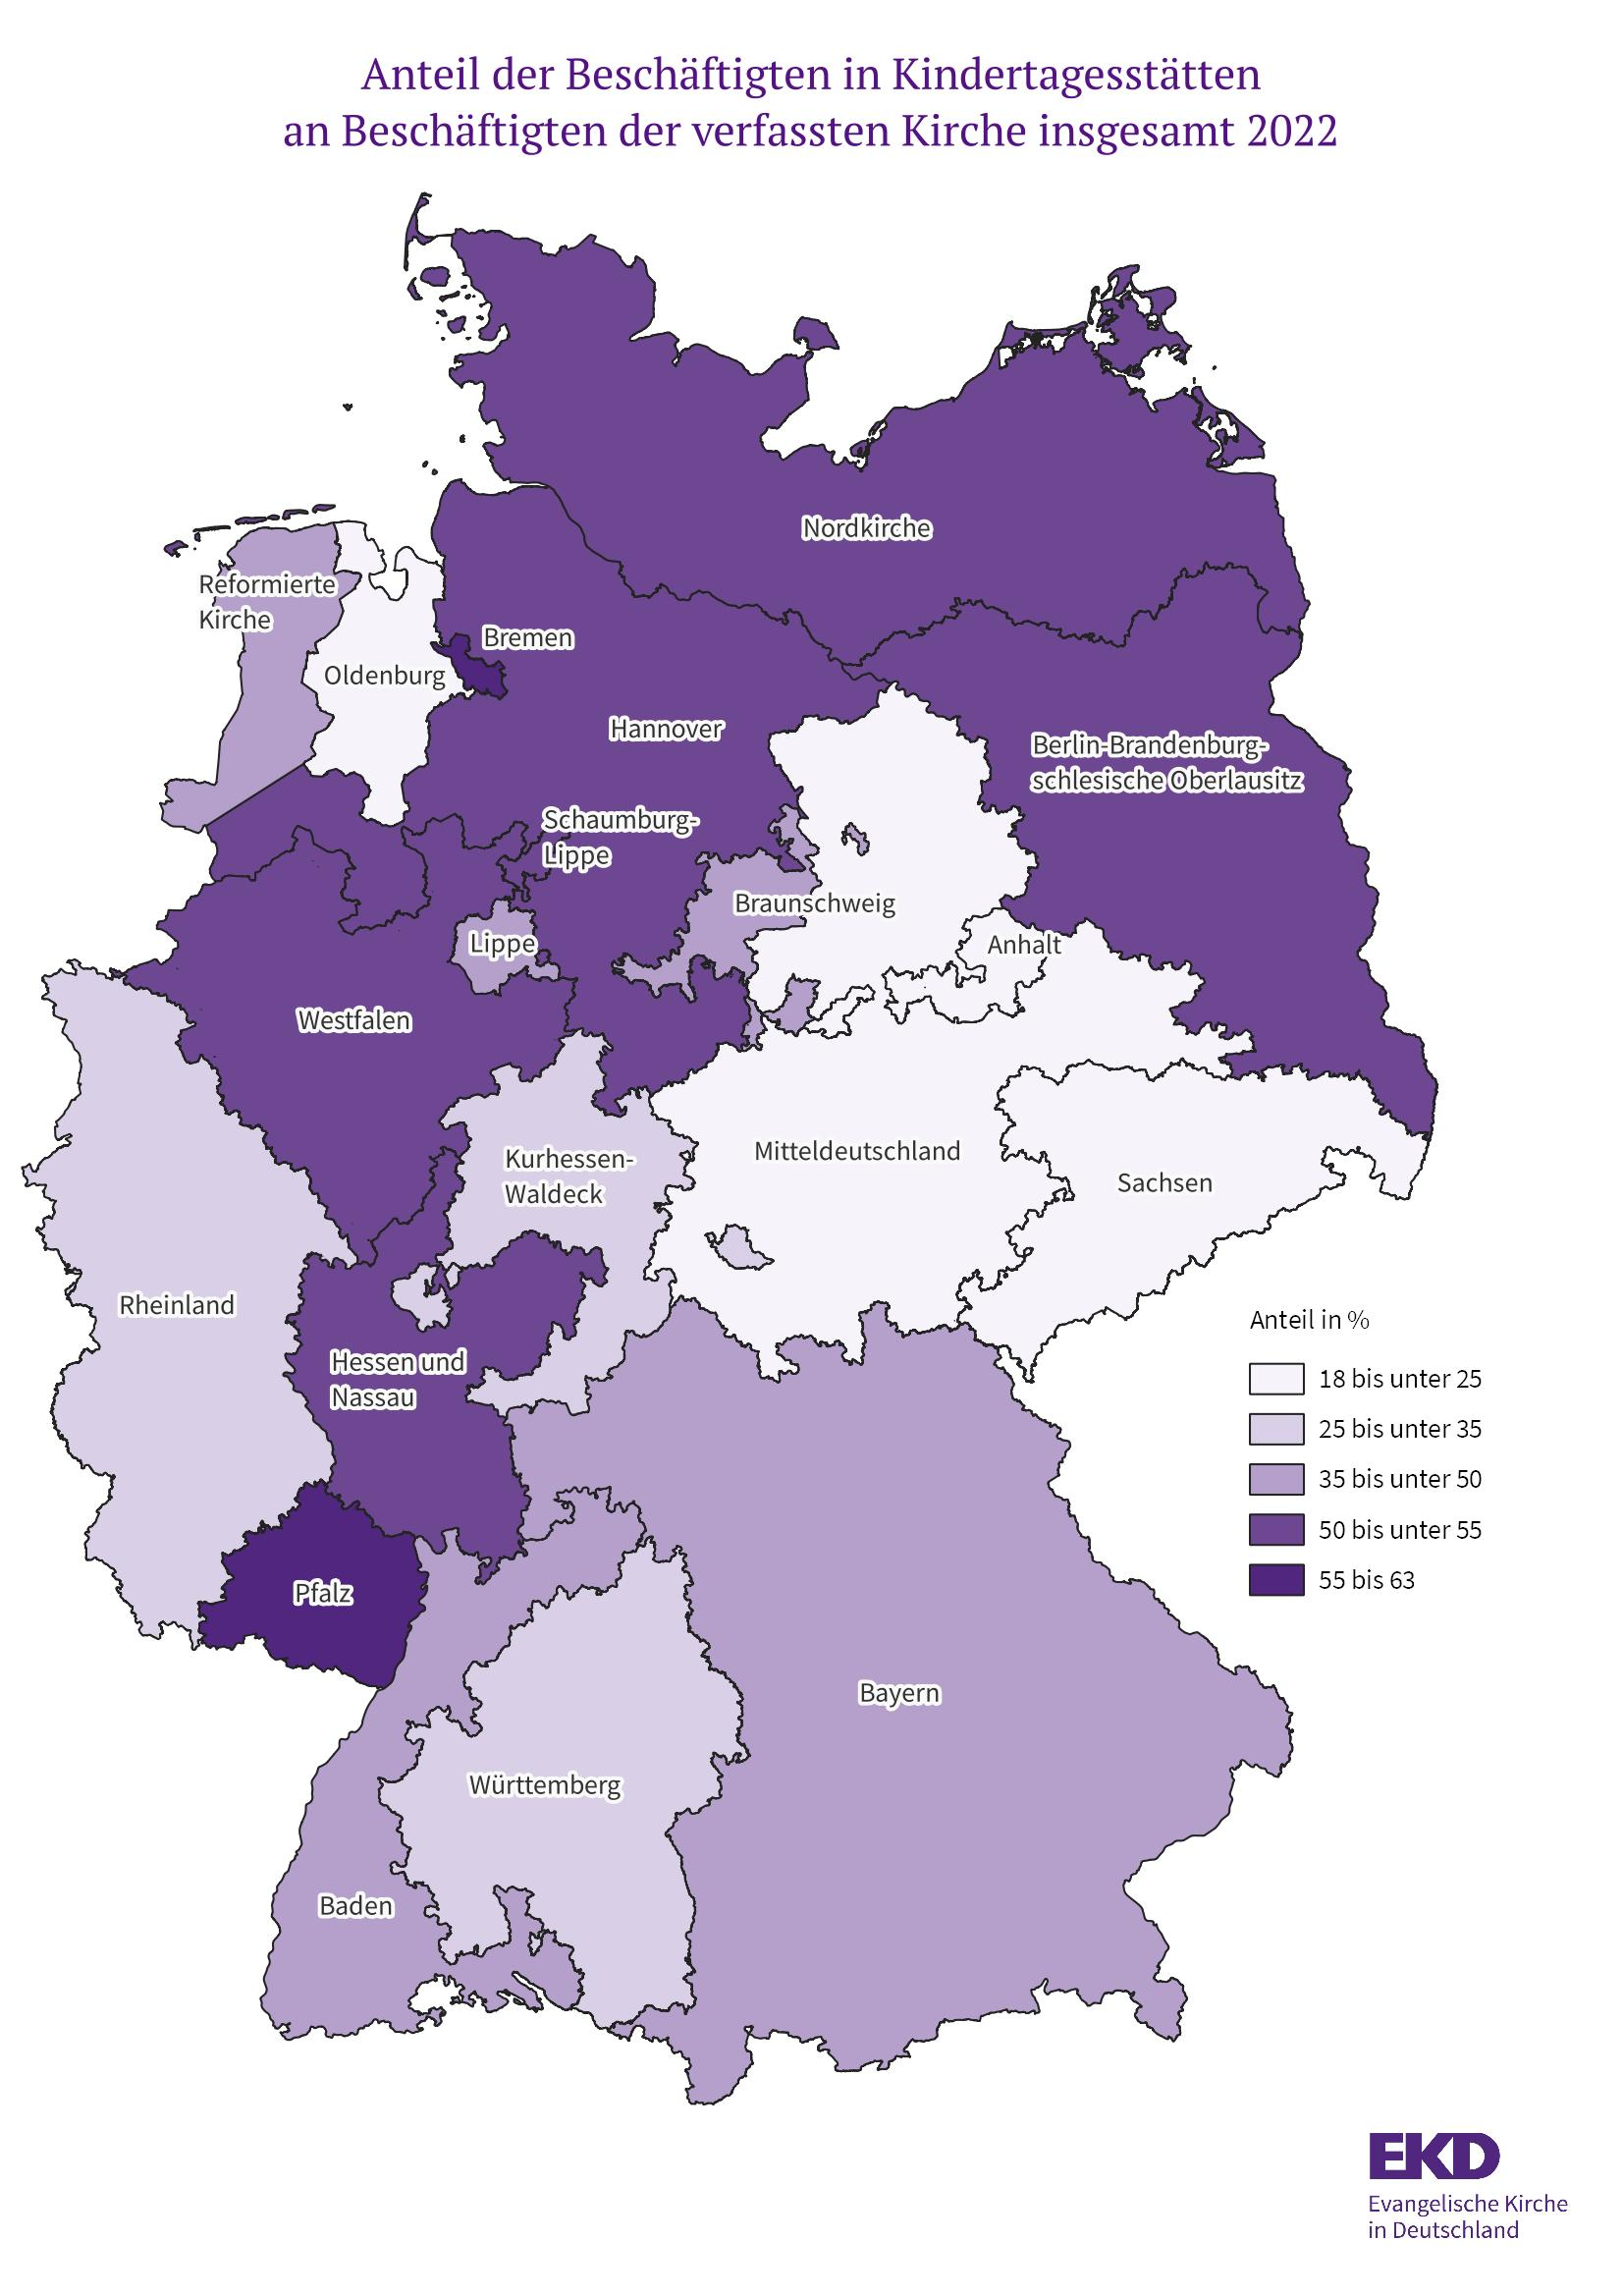 Anteil der Beschäftigten in Kindertagesstätten
an Beschäftigten der verfassten Kirche insgesamt 2022
Nordkirche
Reformierte
Kirche
Bremen
Oldenburg
Hannover
Berlin-Brandenburg-
schlesische Oberlausitz
Schaumburg-
Lippe
Braunschweig
Lippe
Anhalt
Westfalen
Mitteldeutschland
Kurhessen-
Waldeck
Sachsen
Rheinland
Hessen und
Nassau
Anteil in %
18 bis unter 25
25 bis unter 35
35 bis unter 50
50 bis unter 55
55 bis 63
Pfalz
Bayern
Württemberg
Baden
EKD
Evangelische Kirche
in Deutschland